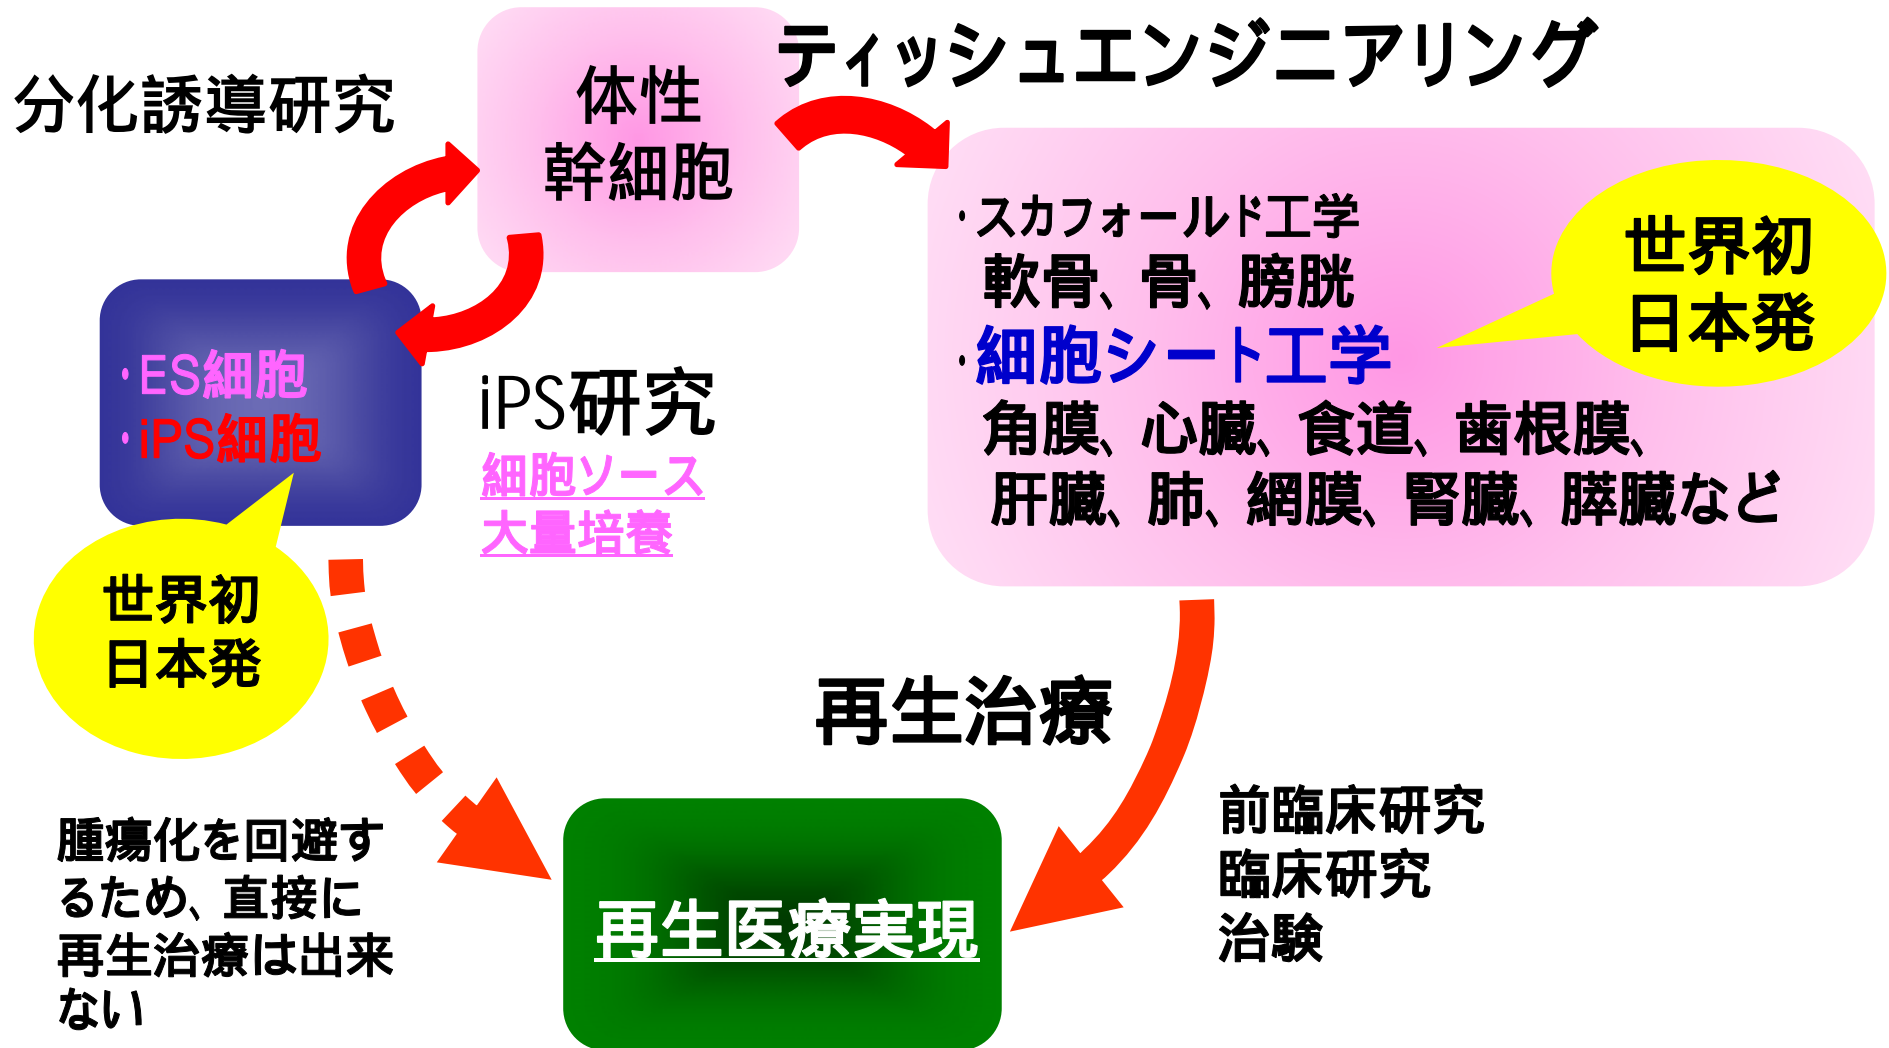 ティッシュエンジニアリング
分化誘導研究
体性
幹細胞
・スカフォールド工学
軟骨、骨、膀胱
・細胞シート工学
角膜、心臓、食道、歯根膜、
肝臓、肺、網膜、腎臓、膵臓など
世界初
日本発
・ES細胞
・iPS細胞
iPS研究
細胞ソース
大量培養
世界初
日本発
再生治療
腫瘍化を回避す
るため、直接に
再生治療は出来
ない
再生医療実現
前臨床研究
臨床研究
治験